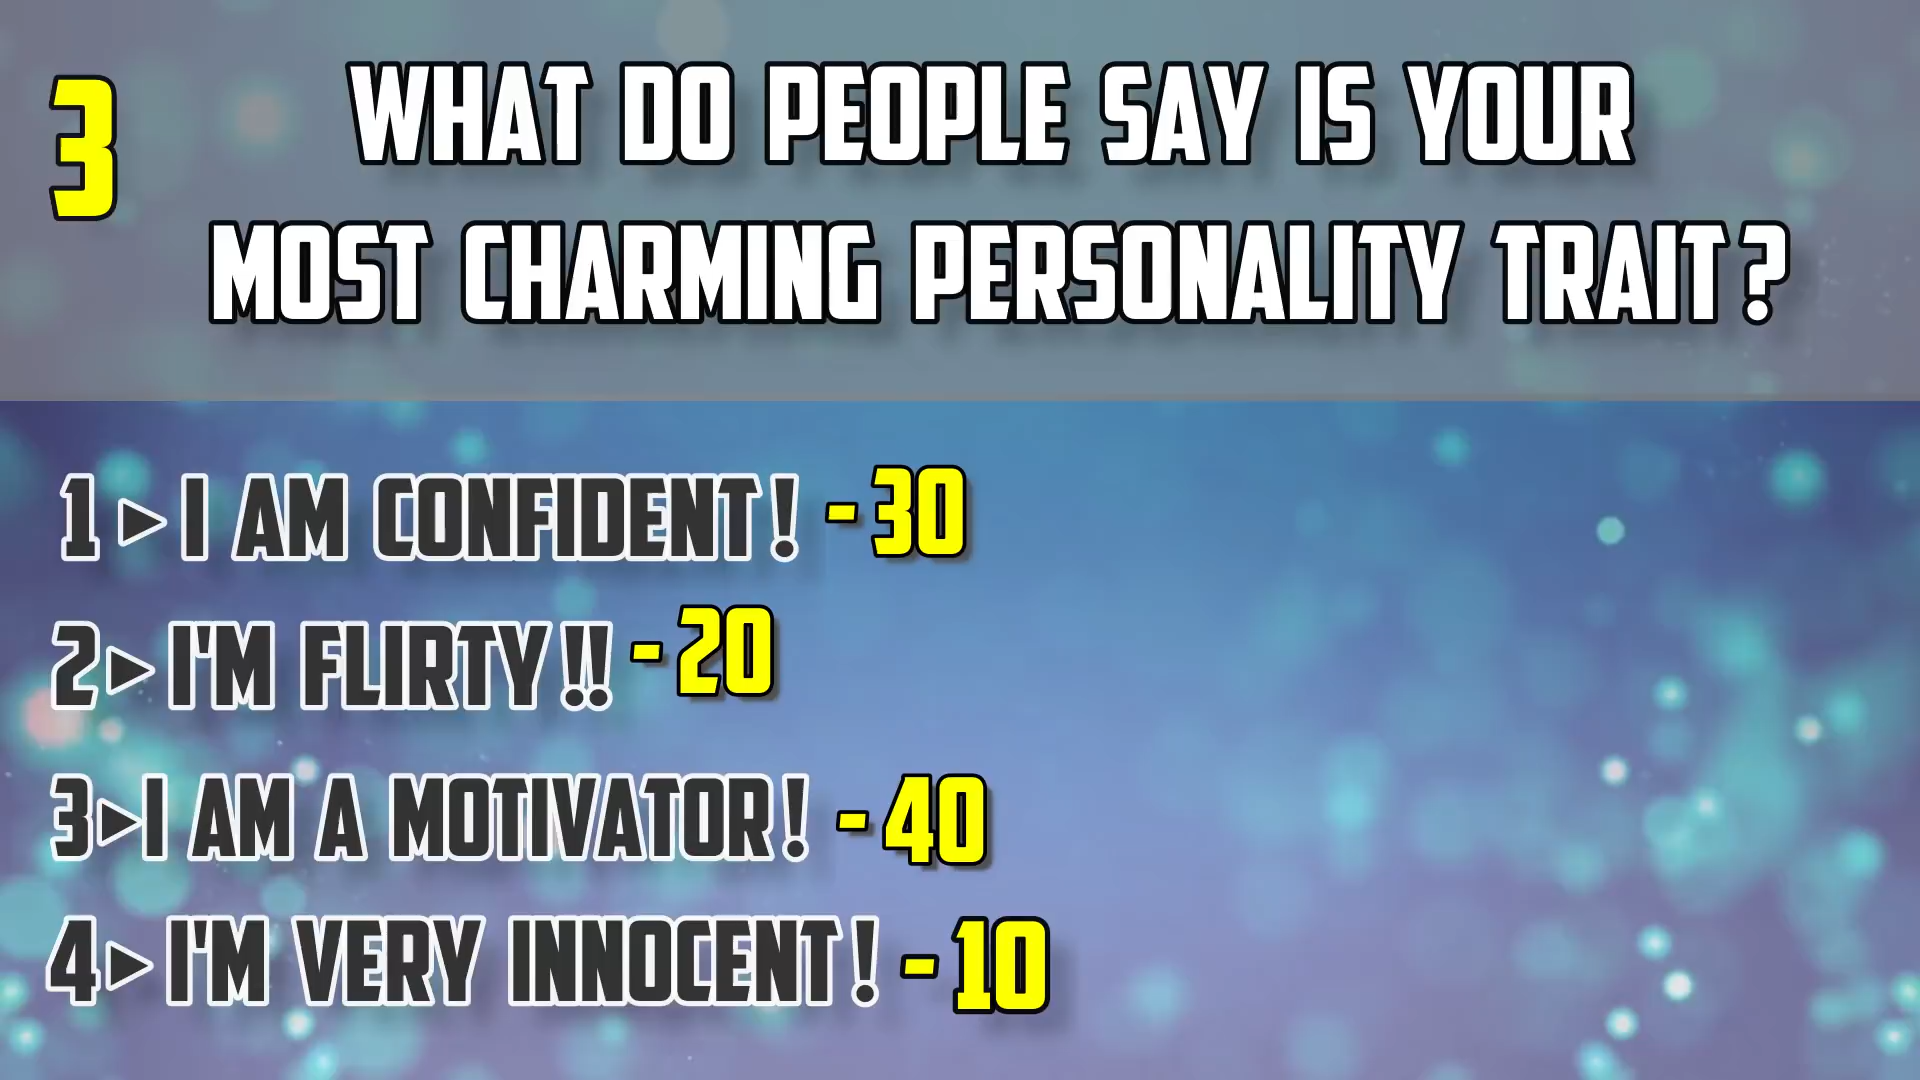 3
WHAT DO PEOPLE SAY IS YOUR
MOST CHARMING PERSONALITY TRAIT?
1▸I AM CONFIDENT! -30
2▸I'M FLIRTY!! -20
3▸I AM A MOTIVATOR! -40
4▸I'M VERY INNOCENT! -10